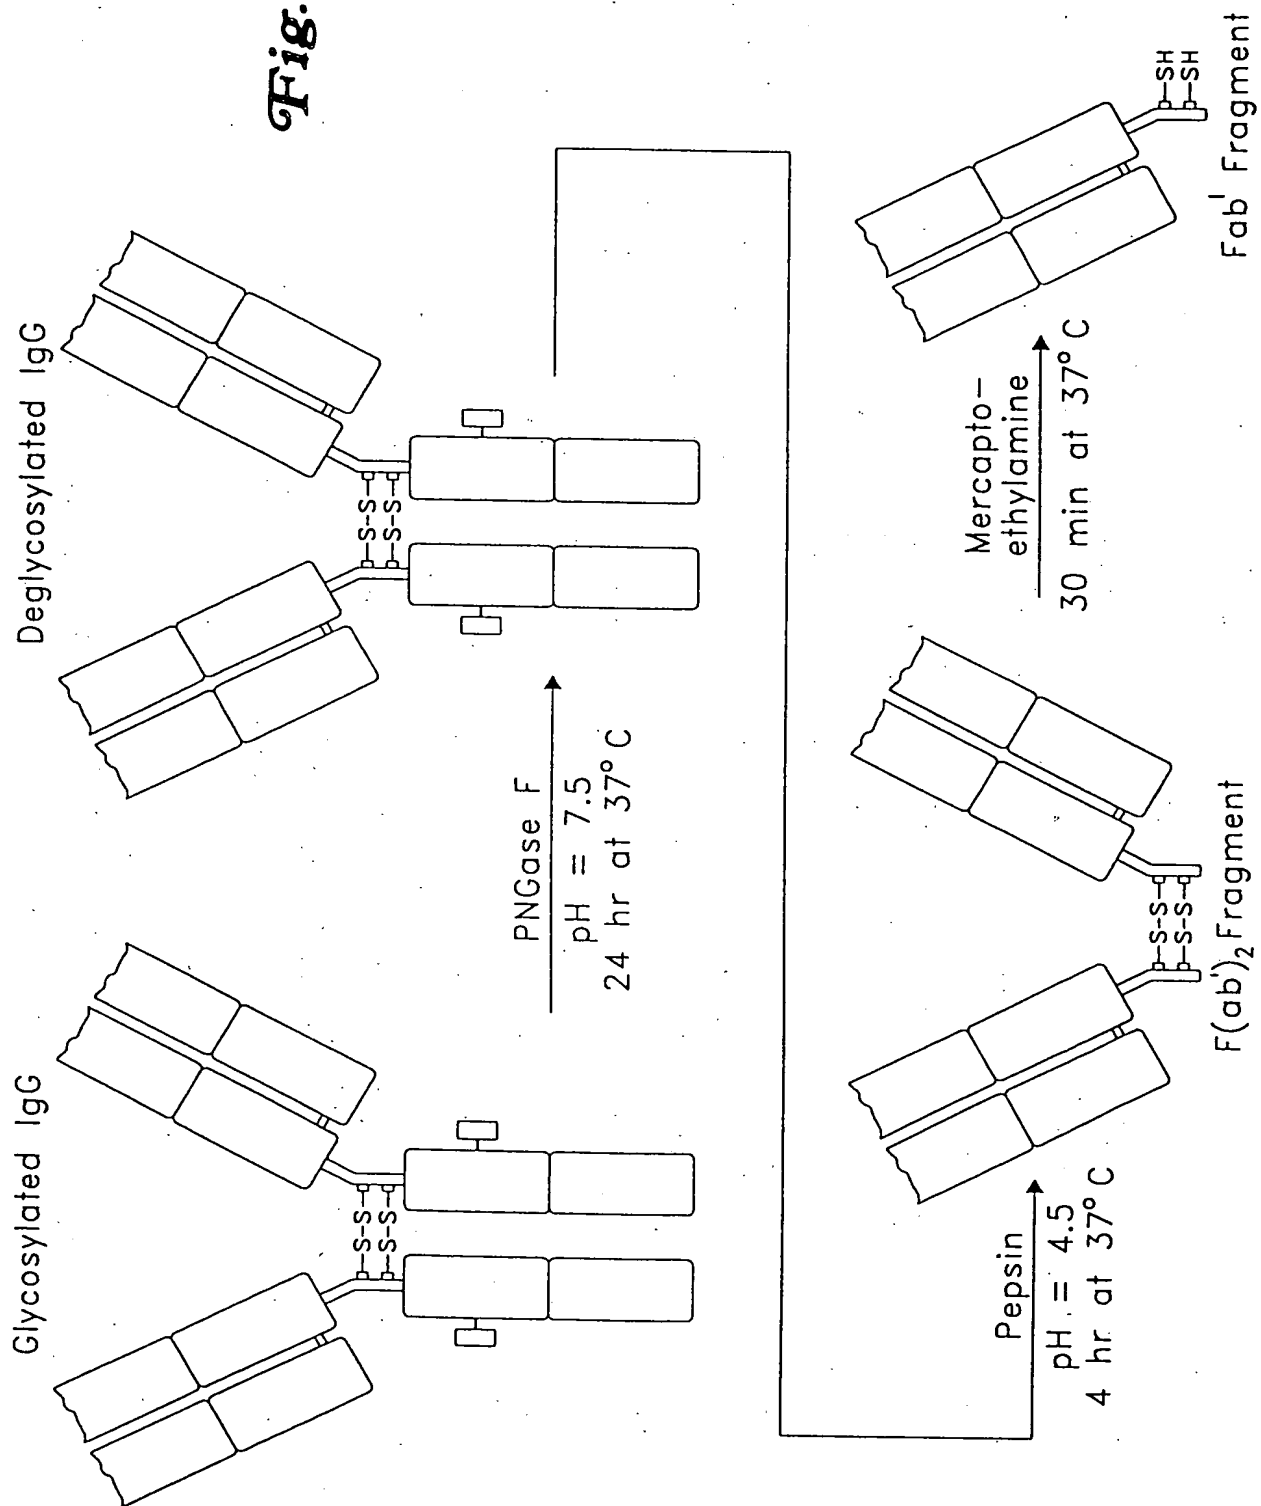 Fig.
Glycosylated IgG
S-S
S-S
PNGase F
pH = 7.5
24 hr at 37°C
Deglycosylated IgG
S-S
S-S
Pepsin
pH = 4.5
4 hr at 37°C
S-S
S-S
F(ab')2 Fragment
Mercapto-
ethylamine
30 min at 37°C
SH
SH
Fab' Fragment